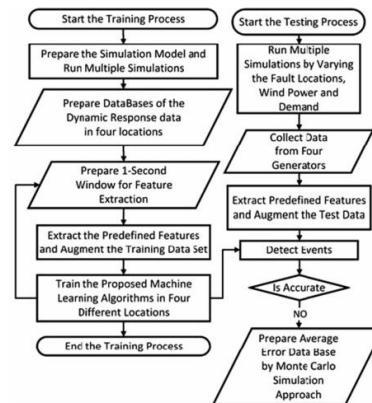 Start the Training Process
Prepare the Simulation Model and
Run Multiple Simulations
Prepare DataBases of the
Dynamic Response data
in four locations
Prepare 1-Second
Window for Feature
Extraction
Extract the Predefined Features
and Augment the Training Data Set
Train the Proposed Machine
Learning Algorithms in Four
Different Locations
End the Training Process
Start the Testing Process
Run Multiple
Simulations by Varying
the Fault Locations,
Wind Power and
Demand
Collect Data
from Four
Generators
Extract Predefined Features
and Augment the Test Data
Detect Events
Is Accurate
NO
Prepare Average
Error Data Base
by Monte Carlo
Simulation
Approach